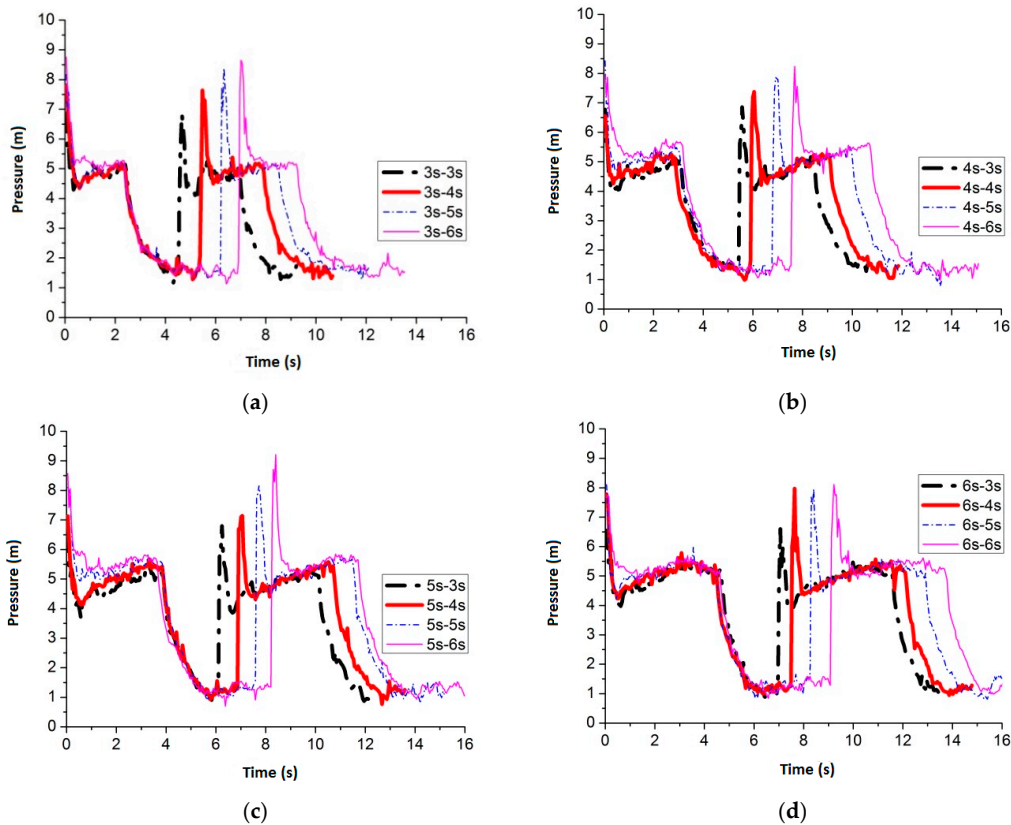 10
9
8
7
6
5
4
3
2
1
0
Pressure (m)
3s-3s
3s-4s
3s-5s
3s-6s
0 2 4 6 8 10 12 14 16
Time (s)
(a)
10
9
8
7
6
5
4
3
2
1
0
Pressure (m)
4s-3s
4s-4s
4s-5s
4s-6s
0 2 4 6 8 10 12 14 16
Time (s)
(b)
10
9
8
7
6
5
4
3
2
1
0
Pressure (m)
5s-3s
5s-4s
5s-5s
5s-6s
0 2 4 6 8 10 12 14 16
Time (s)
(c)
10
9
8
7
6
5
4
3
2
1
0
Pressure (m)
6s-3s
6s-4s
6s-5s
6s-6s
0 2 4 6 8 10 12 14 16
Time (s)
(d)